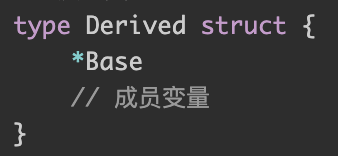 type Derived struct {
    *Base
    // 成员变量
}